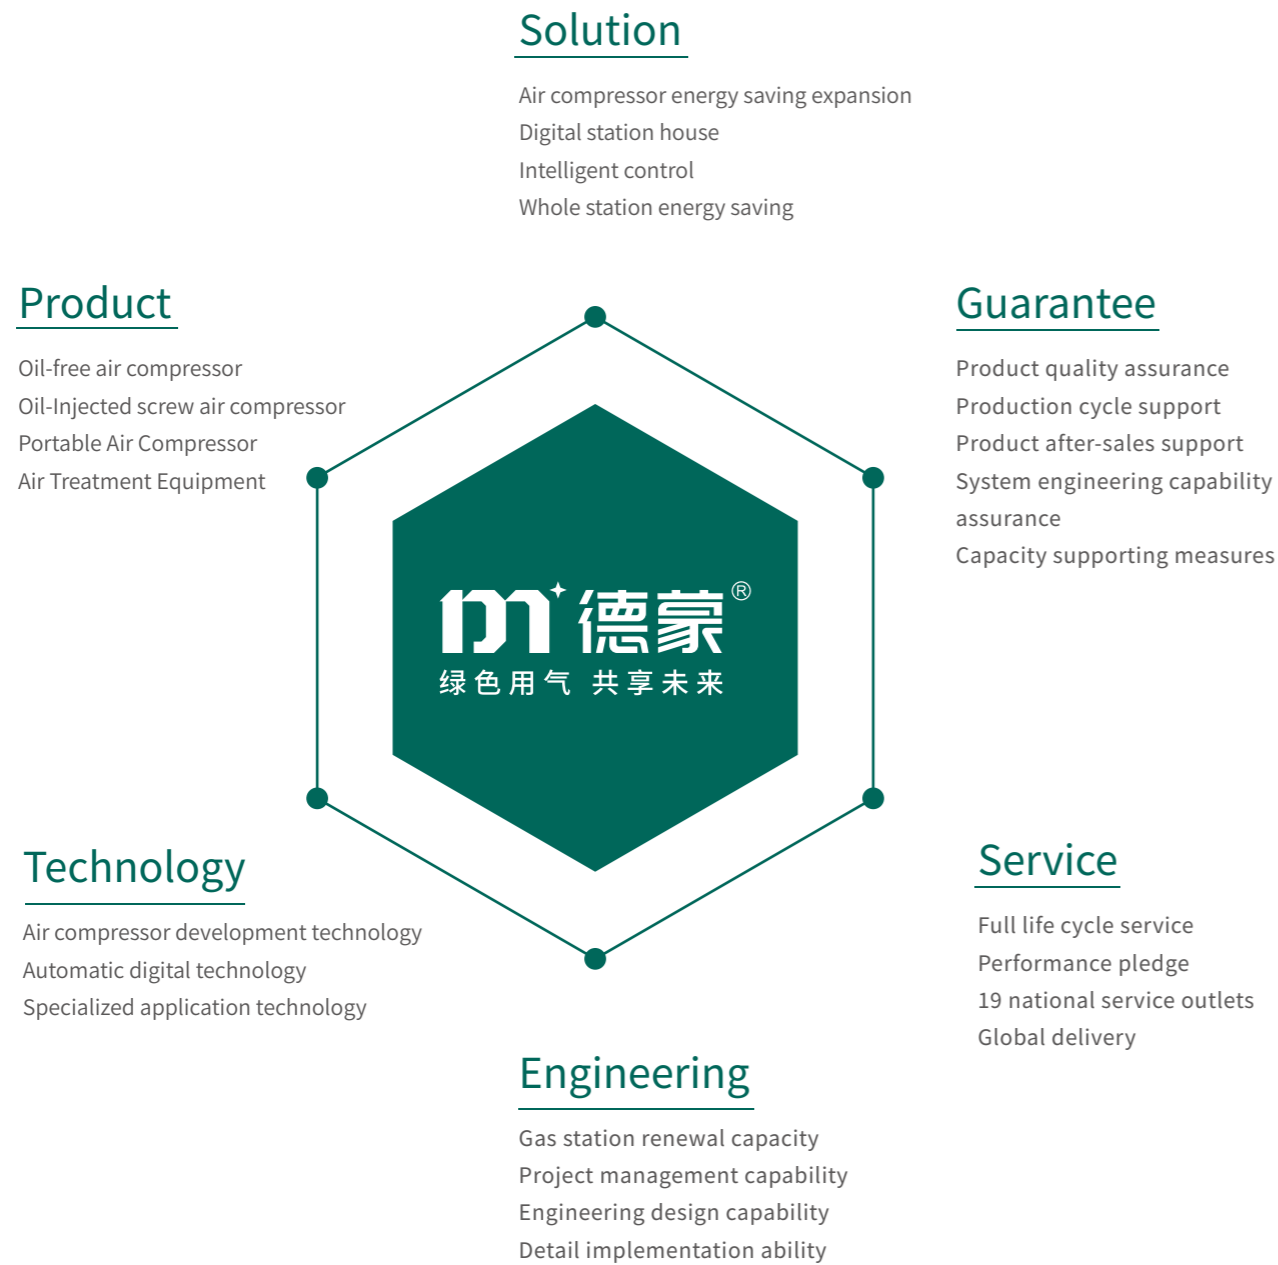 Solution
Air compressor energy saving expansion
Digital station house
Intelligent control
Whole station energy saving
Product
Oil-free air compressor
Oil-Injected screw air compressor
Portable Air Compressor
Air Treatment Equipment
Guarantee
Product quality assurance
Production cycle support
Product after-sales support
System engineering capability
assurance
Capacity supporting measures
m 德蒙®
绿色用气 共享未来
Technology
Air compressor development technology
Automatic digital technology
Specialized application technology
Service
Full life cycle service
Performance pledge
19 national service outlets
Global delivery
Engineering
Gas station renewal capacity
Project management capability
Engineering design capability
Detail implementation ability